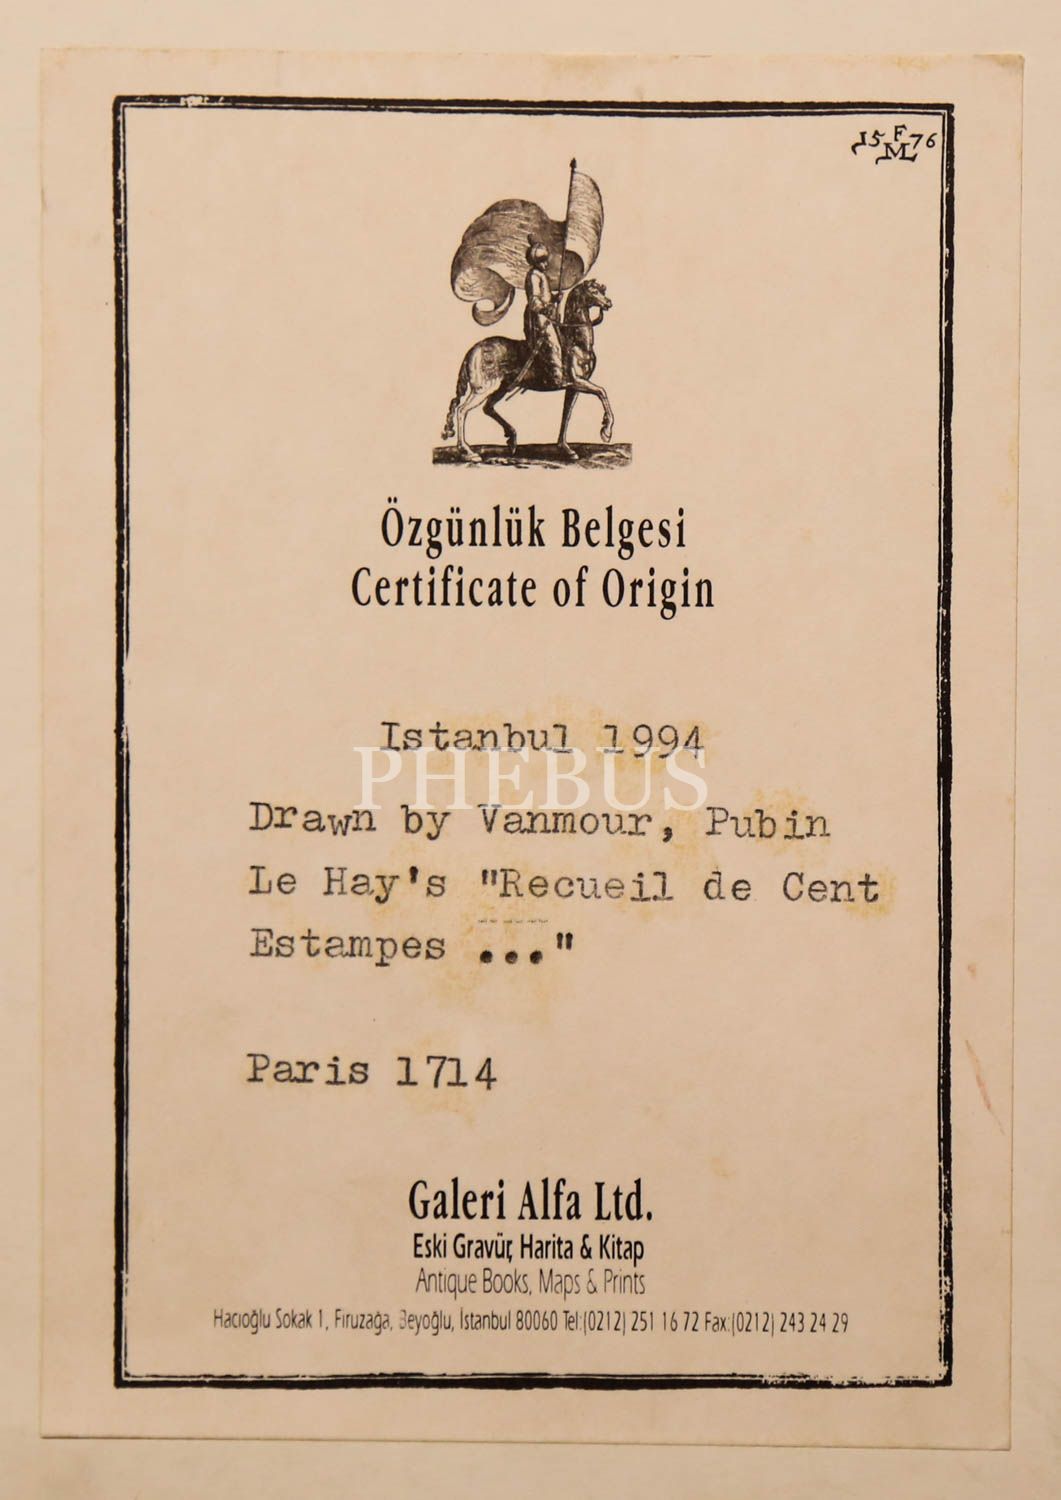 15 F 76
M
Özgünlük Belgesi
Certificate of Origin
Istanbul 1994
PHEBUS
Drawn by Vanmour, Pubin
Le Hay's "Recueil de Cent
Estampes ..."
Paris 1714
Galeri Alfa Ltd.
Eski Gravür, Harita & Kitap
Antique Books, Maps & Prints
Hacıoğlu Sokak 1, Firuzağa, Beyoğlu, İstanbul 80060 Tel:(0212) 251 16 72 Fax:(0212) 243 24 29